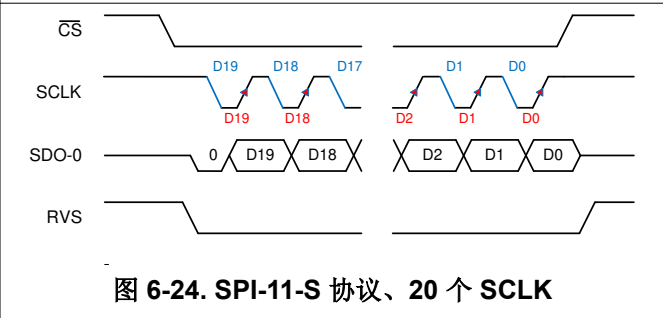 CS
D19 D18 D17 D1 D0
SCLK
D19 D18 D2 D1 D0
SDO-0 0 D19 D18 D2 D1 D0
RVS
图 6-24. SPI-11-S 协议、20 个 SCLK